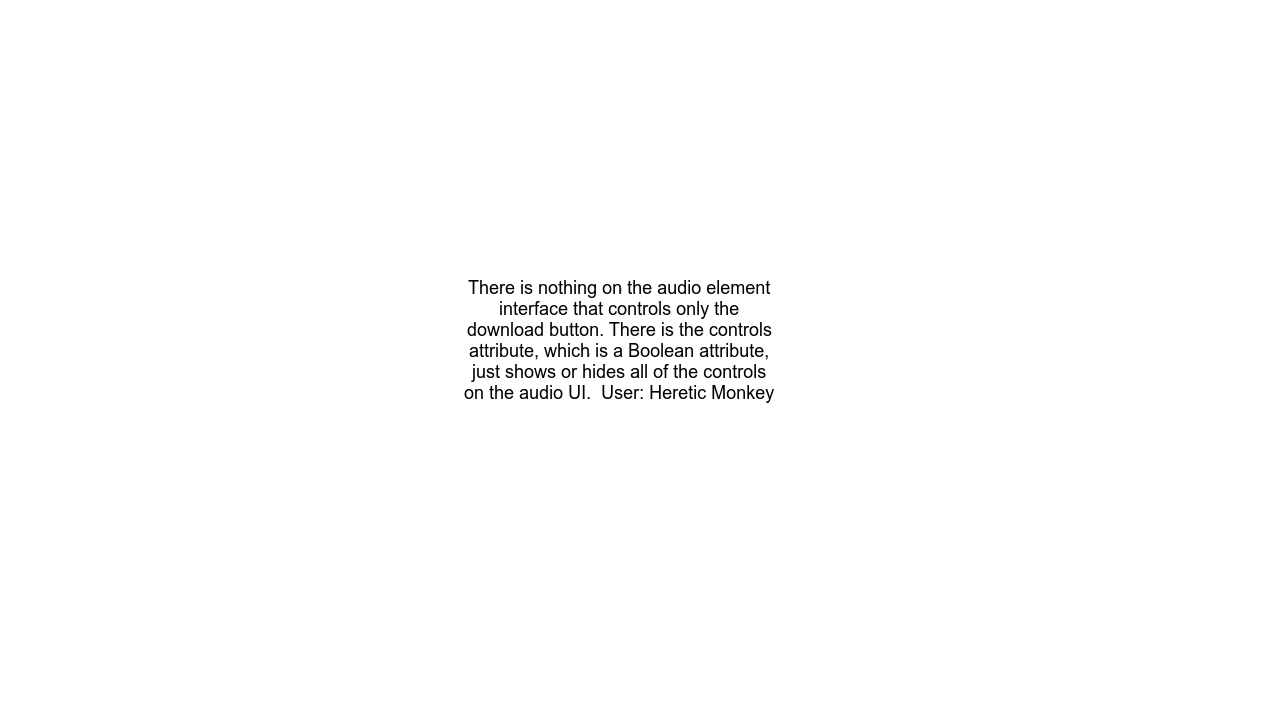 There is nothing on the audio element
interface that controls only the
download button. There is the controls
attribute, which is a Boolean attribute,
just shows or hides all of the controls
on the audio UI.  User: Heretic Monkey